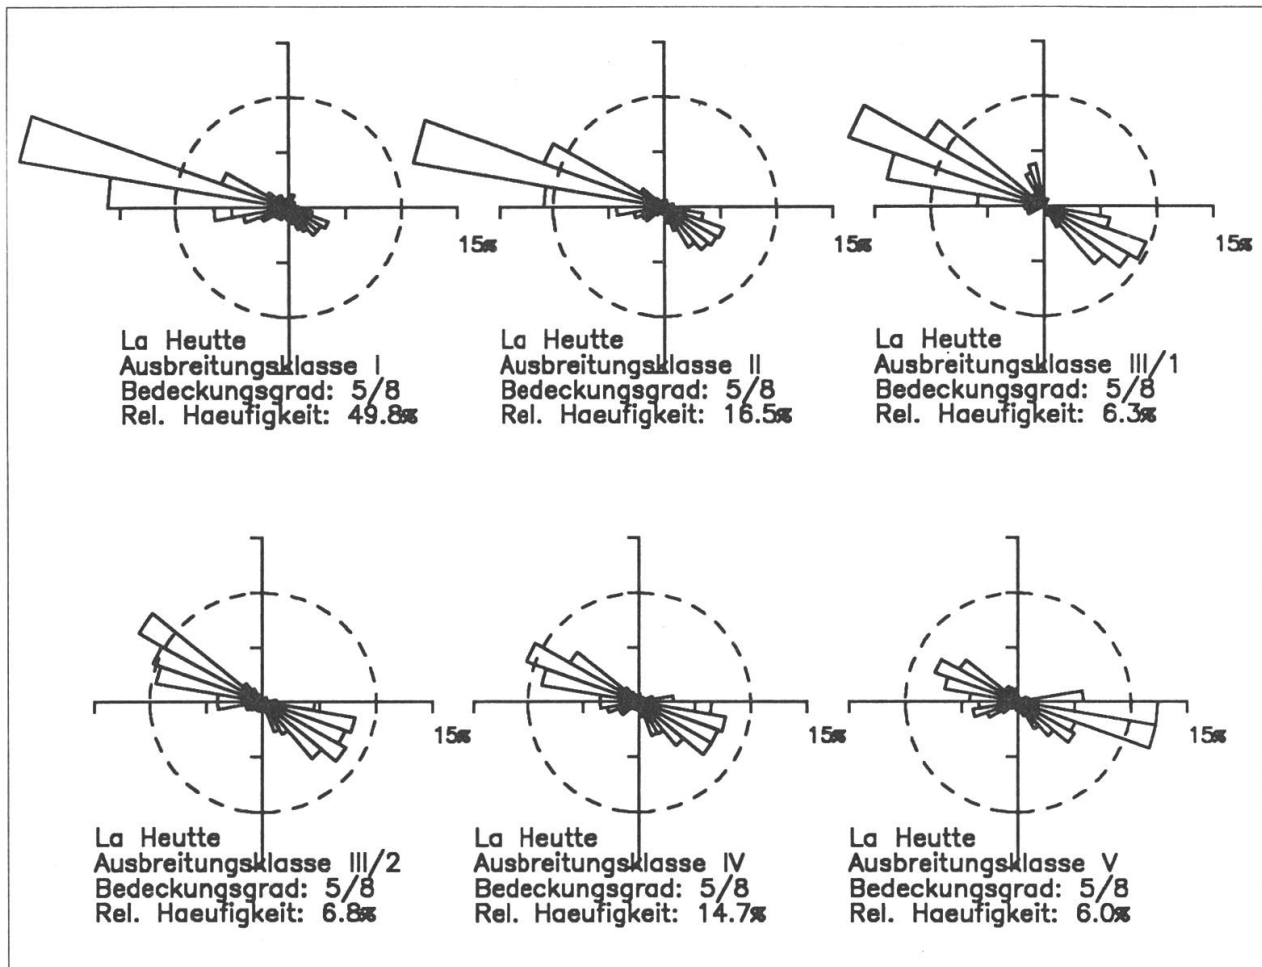 15%
La Heutte
Ausbreitungsklasse I
Bedeckungsgrad: 5/8
Rel. Haeufigkeit: 49.8%
15%
La Heutte
Ausbreitungsklasse II
Bedeckungsgrad: 5/8
Rel. Haeufigkeit: 16.5%
15%
La Heutte
Ausbreitungsklasse III/1
Bedeckungsgrad: 5/8
Rel. Haeufigkeit: 6.3%
15%
La Heutte
Ausbreitungsklasse III/2
Bedeckungsgrad: 5/8
Rel. Haeufigkeit: 6.8%
15%
La Heutte
Ausbreitungsklasse IV
Bedeckungsgrad: 5/8
Rel. Haeufigkeit: 14.7%
15%
La Heutte
Ausbreitungsklasse V
Bedeckungsgrad: 5/8
Rel. Haeufigkeit: 6.0%